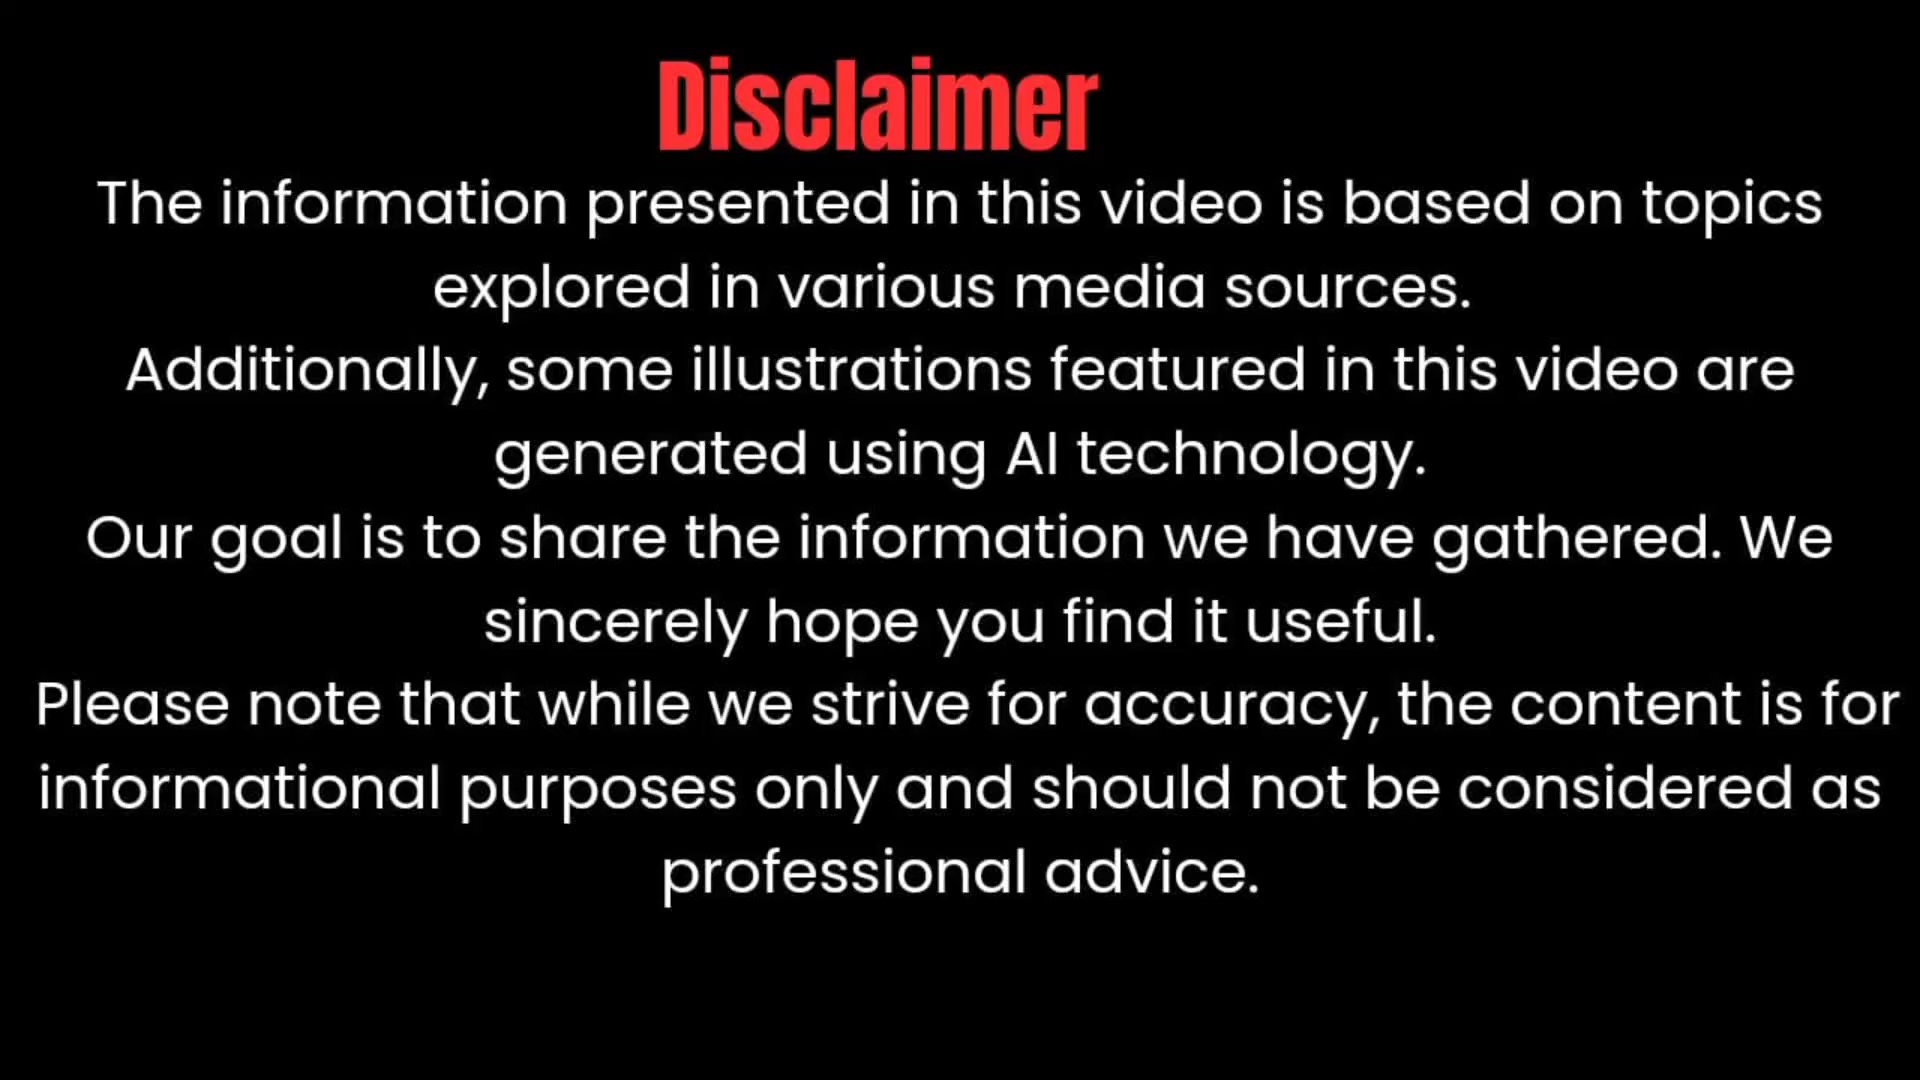 Disclaimer
The information presented in this video is based on topics
explored in various media sources.
Additionally, some illustrations featured in this video are
generated using AI technology.
Our goal is to share the information we have gathered. We
sincerely hope you find it useful.
Please note that while we strive for accuracy, the content is for
informational purposes only and should not be considered as
professional advice.